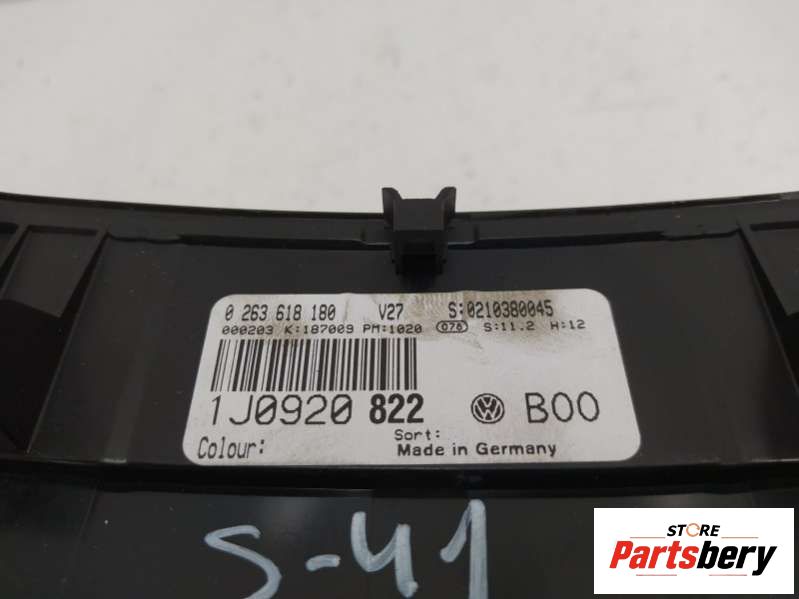 0 263 618 180 V27 S:0210380045
000203 K:187009 PM:1020 076 S:11.2 H:12
1J0920 822 VW B00
Colour: Sort:
Made in Germany
S-41
STORE
Partsbery